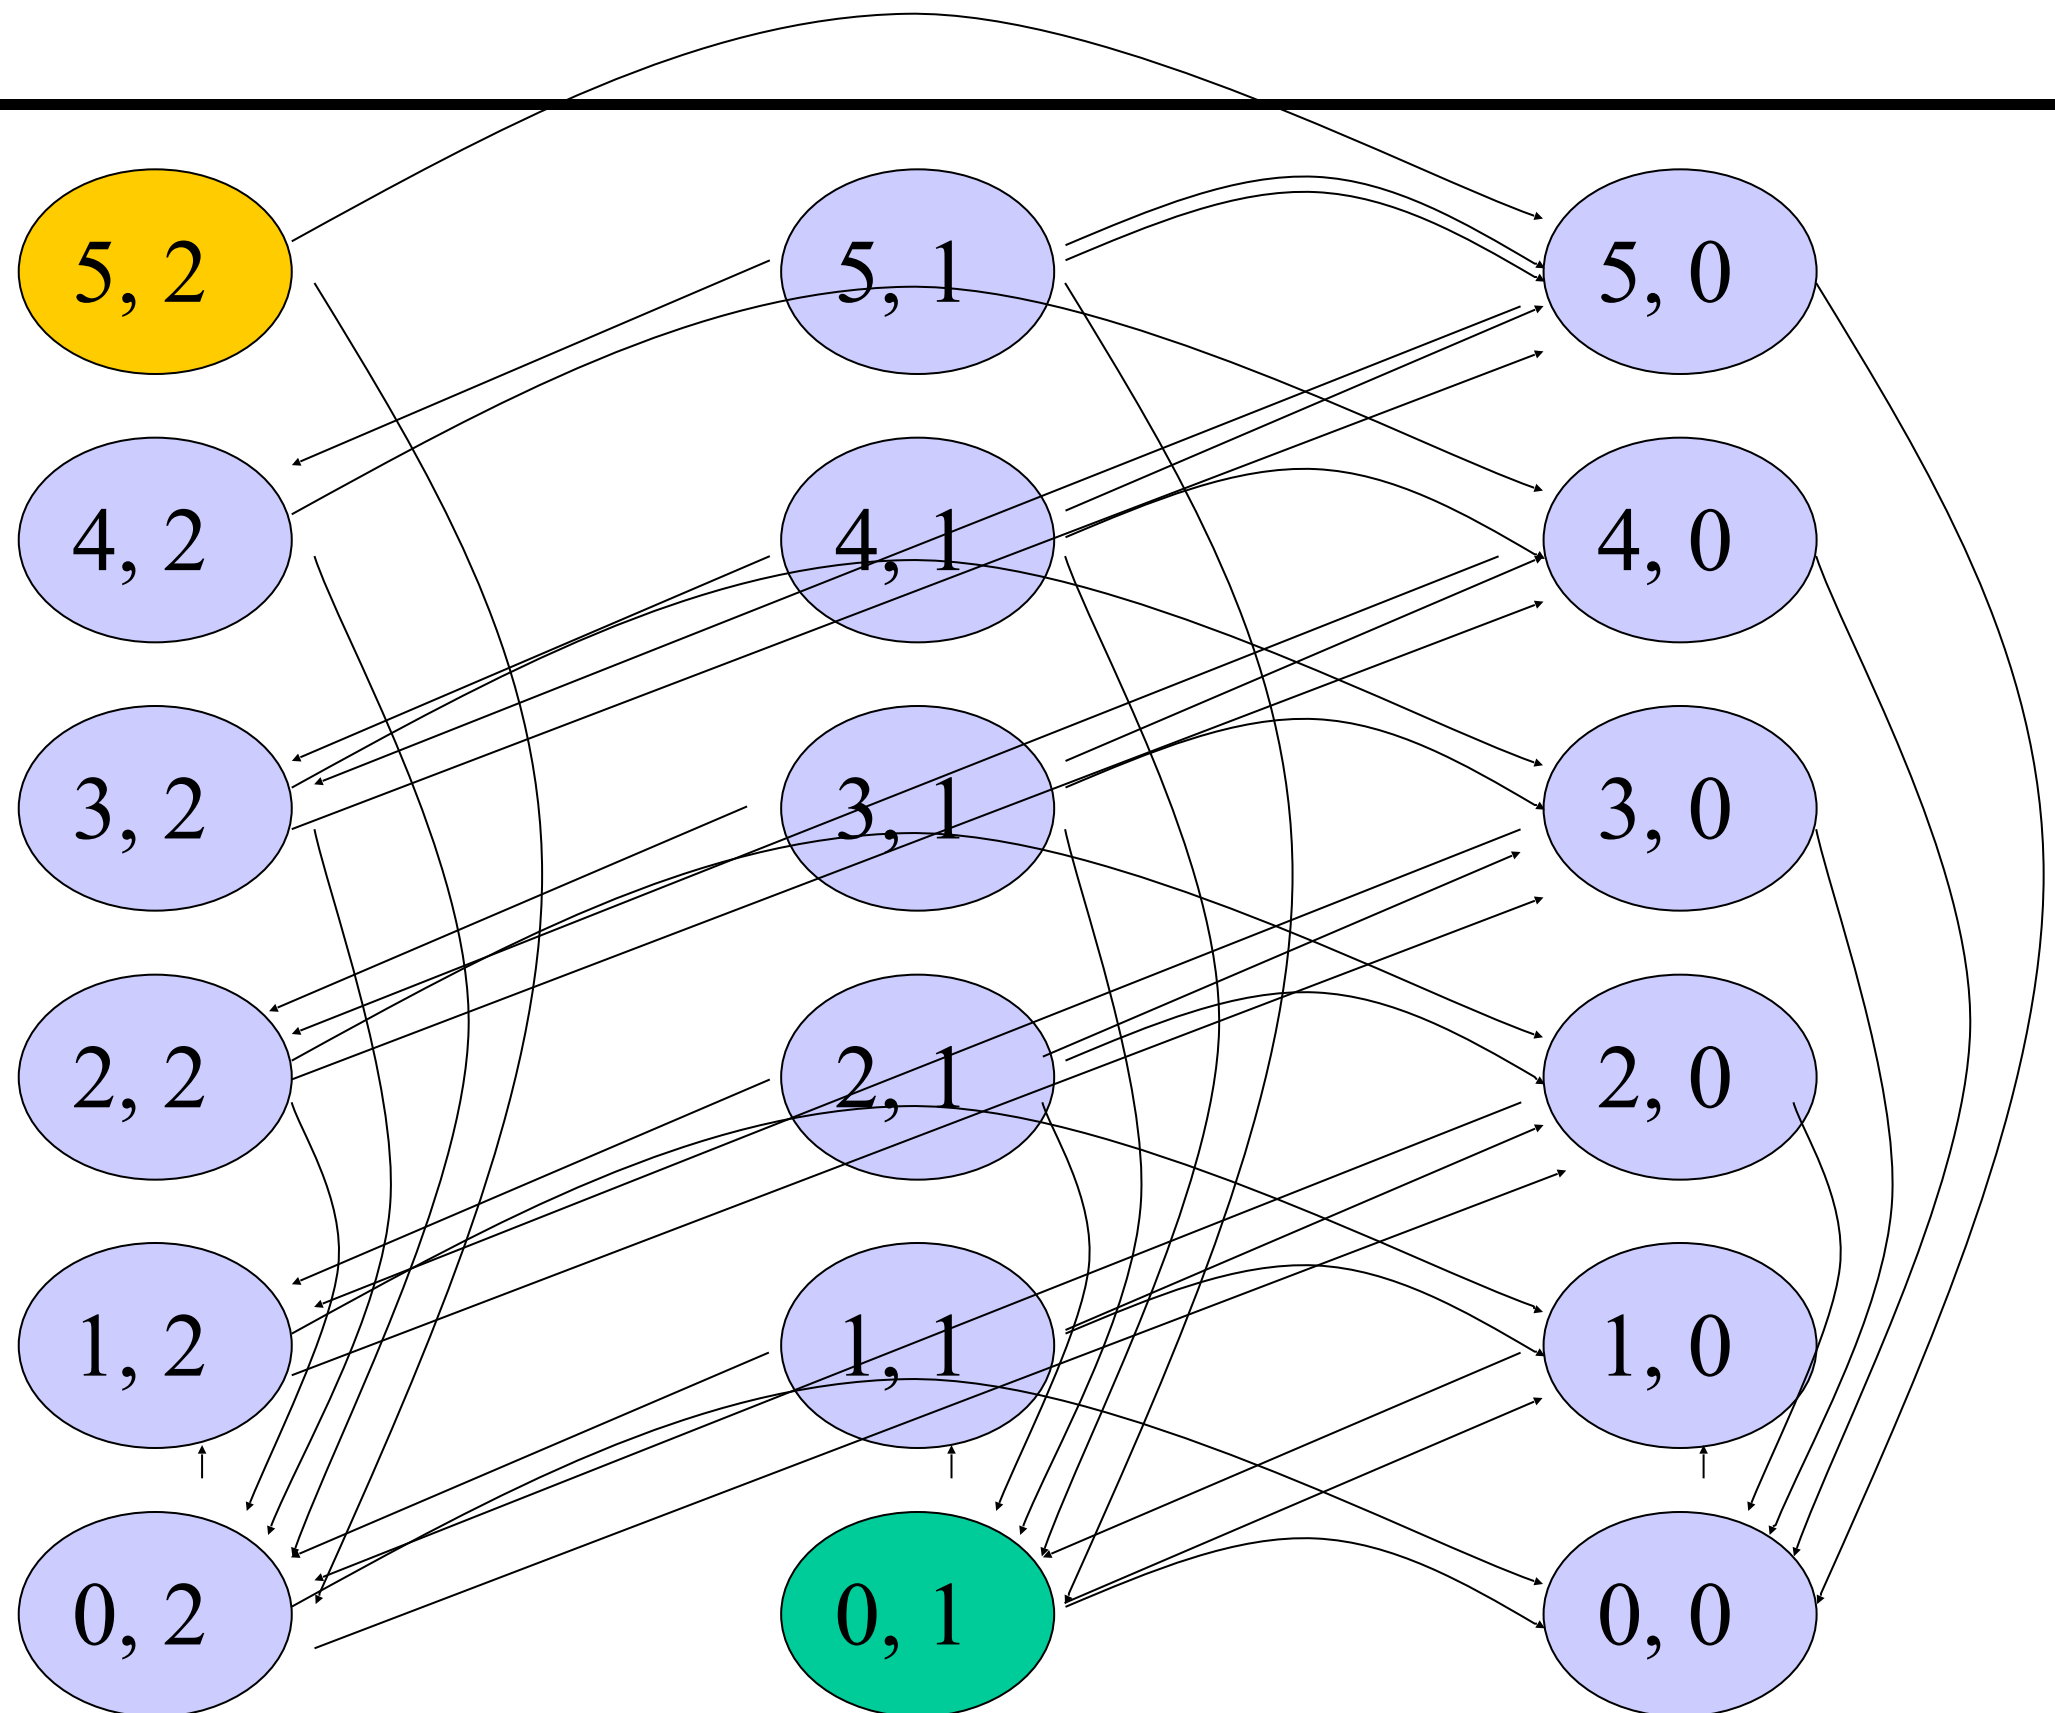 5, 2 5, 1 5, 0
4, 2 4, 1 4, 0
3, 2 3, 1 3, 0
2, 2 2, 1 2, 0
1, 2 1, 1 1, 0
0, 2 0, 1 0, 0